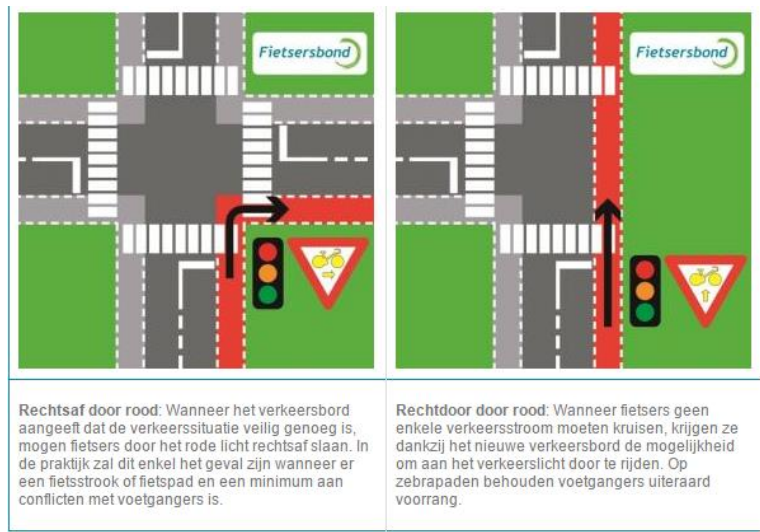 Fietsersbond
Fietsersbond
Rechtsaf door rood: Wanneer het verkeersbord
aangeeft dat de verkeerssituatie veilig genoeg is,
mogen fietsers door het rode licht rechtsaf slaan. In
de praktijk zal dit enkel het geval zijn wanneer er
een fietsstrook of fietspad en een minimum aan
conflicten met voetgangers is.
Rechtdoor door rood: Wanneer fietsers geen
enkele verkeersstroom moeten kruisen, krijgen ze
dankzij het nieuwe verkeersbord de mogelijkheid
om aan het verkeerslicht door te rijden. Op
zebrapaden behouden voetgangers uiteraard
voorrang.